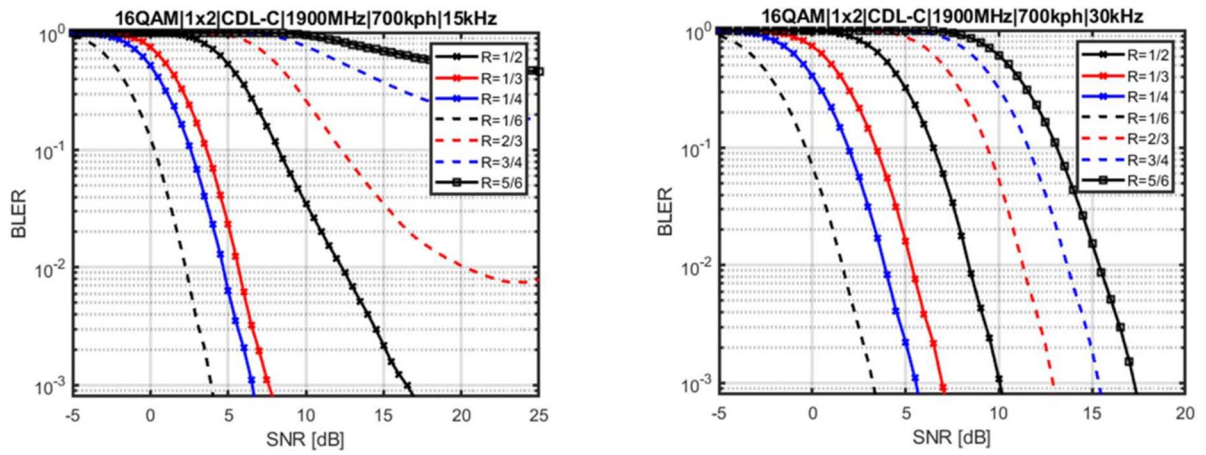 16QAM|1x2|CDL-C|1900MHz|700kph|15kHz
10^0
10^-1
10^-2
10^-3
BLER
-5 0 5 10 15 20 25
SNR [dB]
R=1/2
R=1/3
R=1/4
R=1/6
R=2/3
R=3/4
R=5/6
16QAM|1x2|CDL-C|1900MHz|700kph|30kHz
10^0
10^-1
10^-2
10^-3
BLER
-5 0 5 10 15 20
SNR [dB]
R=1/2
R=1/3
R=1/4
R=1/6
R=2/3
R=3/4
R=5/6